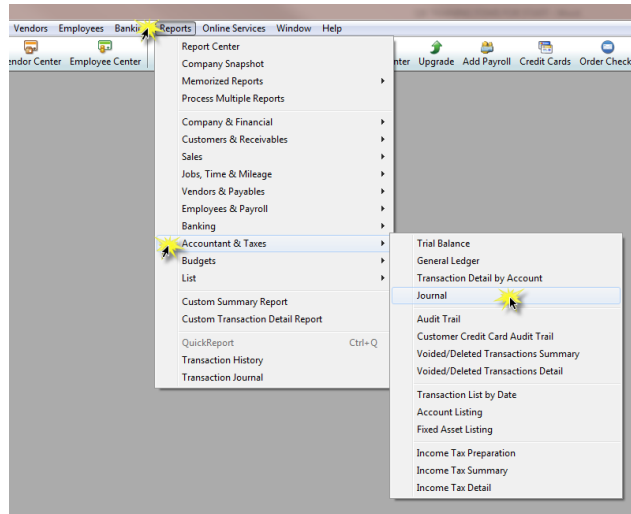 Vendors Employees Banki Reports Online Services Window Help
endor Center Employee Center nter Upgrade Add Payroll Credit Cards Order Check
Report Center
Company Snapshot
Memorized Reports
Process Multiple Reports
Company & Financial
Customers & Receivables
Sales
Jobs, Time & Mileage
Vendors & Payables
Employees & Payroll
Banking
Accountant & Taxes
Budgets
List
Custom Summary Report
Custom Transaction Detail Report
QuickReport Ctrl+Q
Transaction History
Transaction Journal
Trial Balance
General Ledger
Transaction Detail by Account
Journal
Audit Trail
Customer Credit Card Audit Trail
Voided/Deleted Transactions Summary
Voided/Deleted Transactions Detail
Transaction List by Date
Account Listing
Fixed Asset Listing
Income Tax Preparation
Income Tax Summary
Income Tax Detail